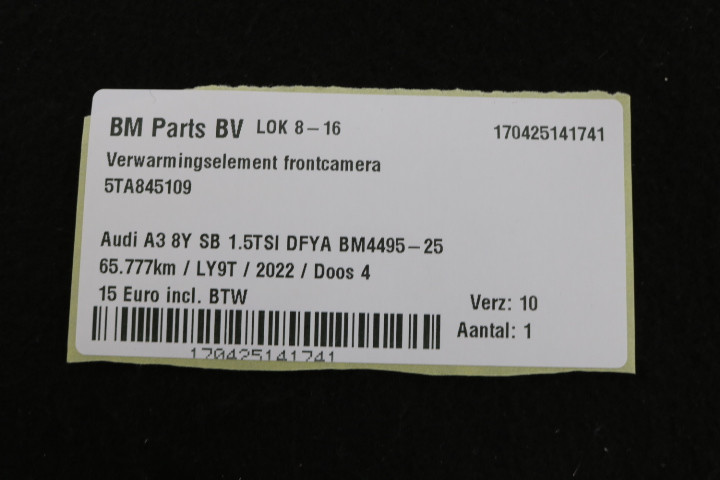 BM Parts BV LOK 8-16 170425141741
Verwarmingselement frontcamera
5TA845109
Audi A3 8Y SB 1.5TSI DFYA BM4495-25
65.777km / LY9T / 2022 / Doos 4
15 Euro incl. BTW
Verz: 10
Aantal: 1
170425141741